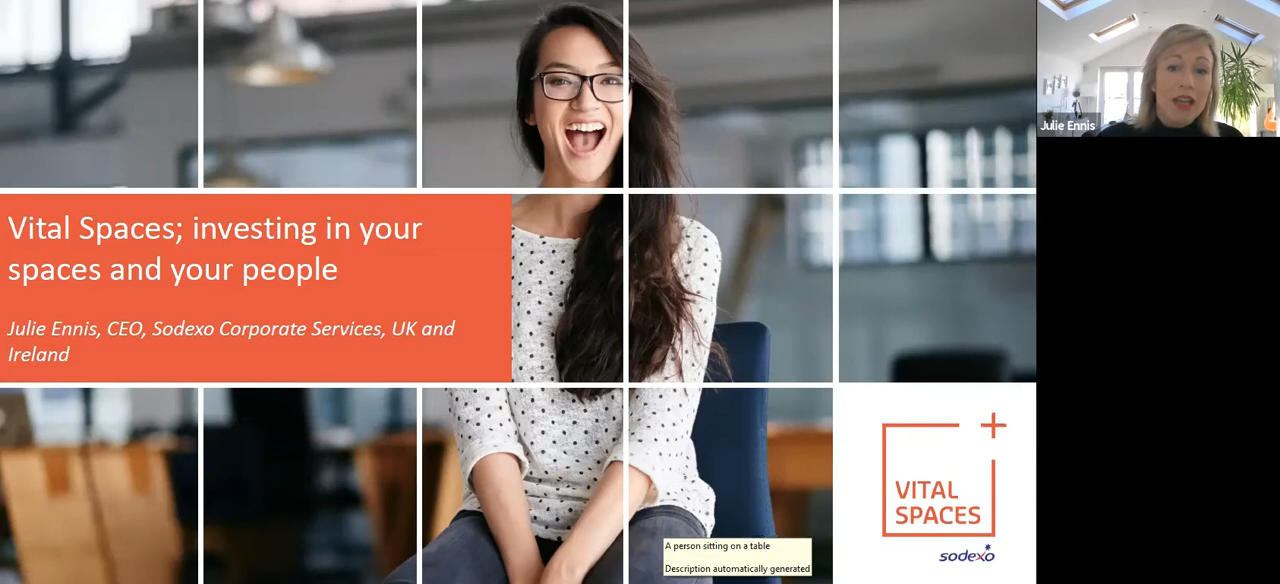 Julie Ennis
Vital Spaces; investing in your
spaces and your people
Julie Ennis, CEO, Sodexo Corporate Services, UK and
Ireland
VITAL
SPACES
sodexo
A person sitting on a table
Description automatically generated